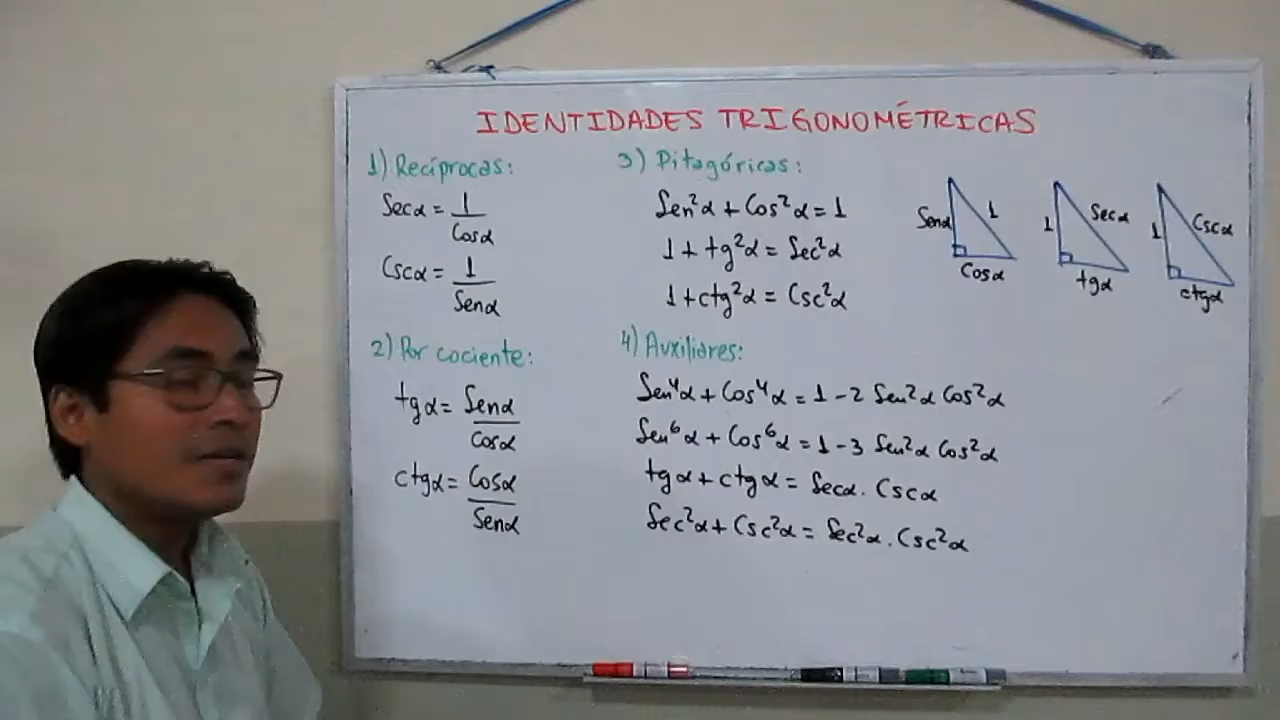 IDENTIDADES TRIGONOMÉTRICAS
1) Recíprocas:
Secα = 1/Cosα
Cscα = 1/Senα
2) Por cociente:
tgα = Senα/Cosα
ctgα = Cosα/Senα
3) Pitagóricas:
Sen²α + Cos²α = 1
1 + tg²α = Sec²α
1 + ctg²α = Csc²α
Senα
1
Cosα
1
Secα
tgα
1
Cscα
ctgα
4) Auxiliares:
Sen⁴α + Cos⁴α = 1 - 2 Sen²α Cos²α
Sen⁶α + Cos⁶α = 1 - 3 Sen²α Cos²α
tgα + ctgα = Secα . Cscα
Sec²α + Csc²α = Sec²α . Csc²α